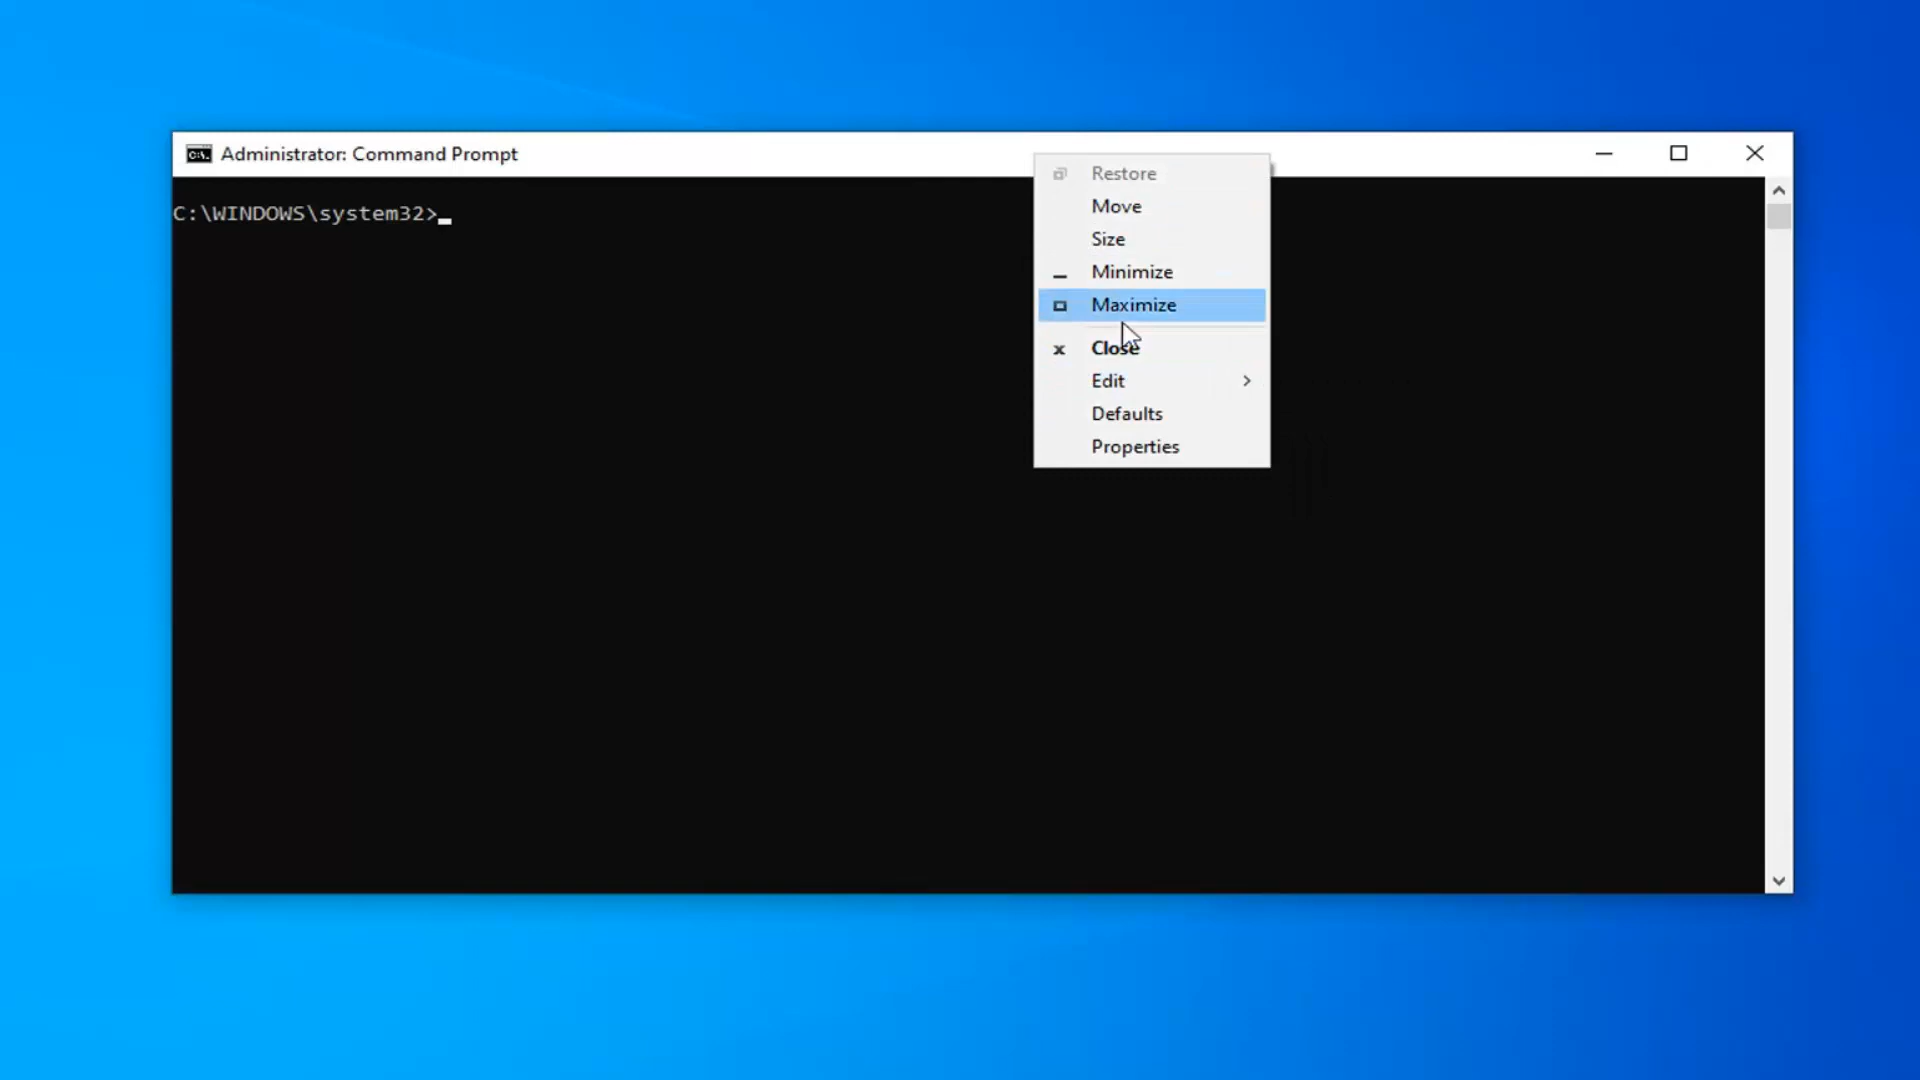 Administrator: Command Prompt
C:\WINDOWS\system32>
Restore
Move
Size
Minimize
Maximize
Close
Edit
Defaults
Properties